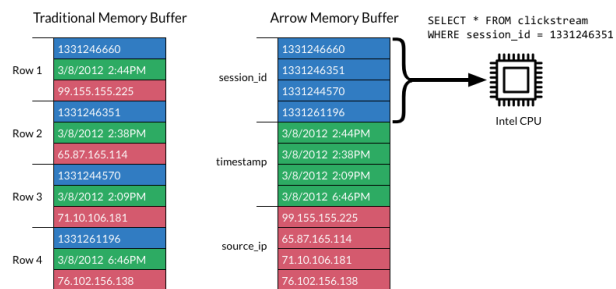 Traditional Memory Buffer
Row 1
1331246660
3/8/2012 2:44PM
99.155.155.225
Row 2
1331246351
3/8/2012 2:38PM
65.87.165.114
Row 3
1331244570
3/8/2012 2:09PM
71.10.106.181
Row 4
1331261196
3/8/2012 6:46PM
76.102.156.138
Arrow Memory Buffer
session_id
1331246660
1331246351
1331244570
1331261196
timestamp
3/8/2012 2:44PM
3/8/2012 2:38PM
3/8/2012 2:09PM
3/8/2012 6:46PM
source_ip
99.155.155.225
65.87.165.114
71.10.106.181
76.102.156.138
SELECT * FROM clickstream
WHERE session_id = 1331246351
Intel CPU